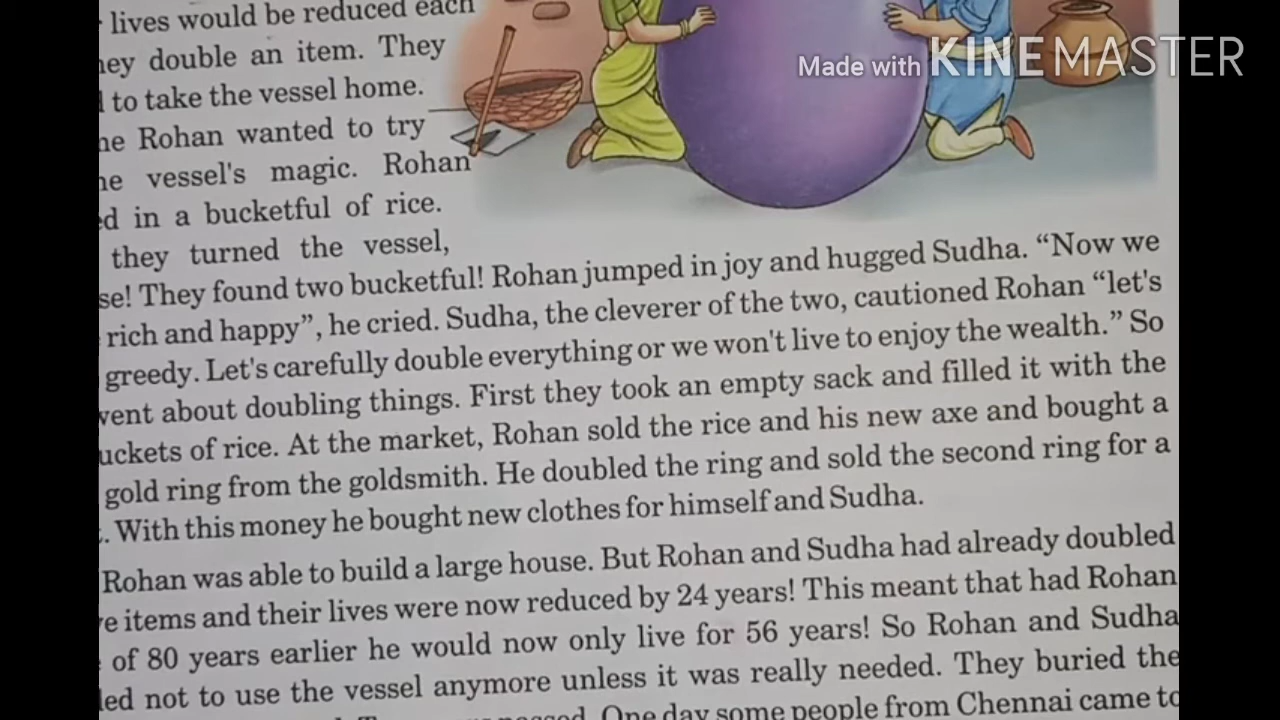 lives would be reduced each
double an item. They
to take the vessel home.
Rohan wanted to try
vessel's magic. Rohan
in a bucketful of rice.
they turned the vessel,
They found two bucketful! Rohan jumped in joy and hugged Sudha. “Now we
rich and happy”, he cried. Sudha, the cleverer of the two, cautioned Rohan “let's
greedy. Let's carefully double everything or we won't live to enjoy the wealth.” So
about doubling things. First they took an empty sack and filled it with the
of rice. At the market, Rohan sold the rice and his new axe and bought a
gold ring from the goldsmith. He doubled the ring and sold the second ring for a
. With this money he bought new clothes for himself and Sudha.
Rohan was able to build a large house. But Rohan and Sudha had already doubled
items and their lives were now reduced by 24 years! This meant that had Rohan
of 80 years earlier he would now only live for 56 years! So Rohan and Sudha
not to use the vessel anymore unless it was really needed. They buried the
One day some people from Chennai came to
Made with KINEMASTER